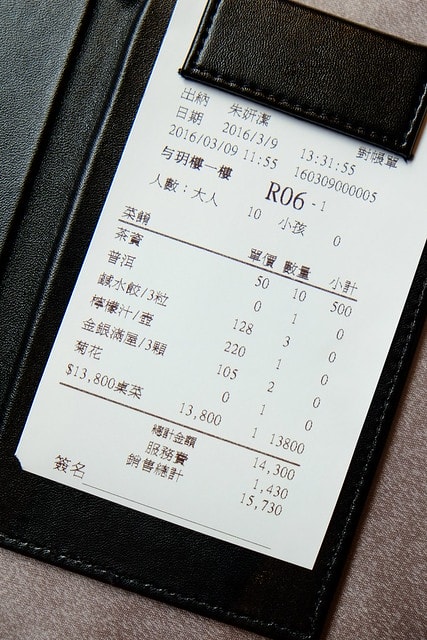 對帳單
出納 朱妍潔
日期 2016/3/9 13:31:55
2016/03/09 11:55 160309000005
与玥樓一樓 R06 - 1
人數：大人 10 小孩 0
菜餚 單價 數量 小計
茶資 50 10 500
普洱 0 1 0
鹹水餃/3粒 128 3 0
檸檬汁/壺 220 1 0
金銀滿屋/3顆 105 2 0
菊花 0 1 0
$13,800桌菜 13,800 1 13800
總計金額 14,300
服務費 1,430
銷售總計 15,730
簽名